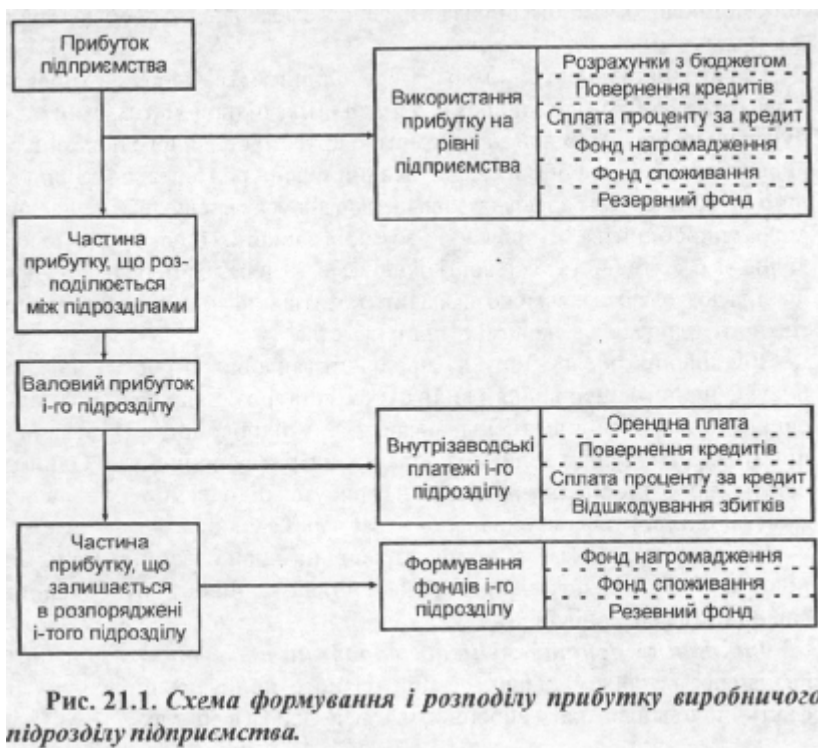 Прибуток
підприємства
Використання
прибутку на
рівні
підприємства
Розрахунки з бюджетом
Повернення кредитів
Сплата проценту за кредит
Фонд нагромадження
Фонд споживання
Резервний фонд
Частина
прибутку, що роз-
поділюється
між підрозділами
Валовий прибуток
і-го підрозділу
Внутрізаводські
платежі і-го
підрозділу
Орендна плата
Повернення кредитів
Сплата проценту за кредит
Відшкодування збитків
Частина
прибутку, що
залишається
в розпоряджені
і-того підрозділу
Формування
фондів і-го
підрозділу
Фонд нагромадження
Фонд споживання
Резевний фонд
Рис. 21.1. Схема формування і розподілу прибутку виробничого
підрозділу підприємства.